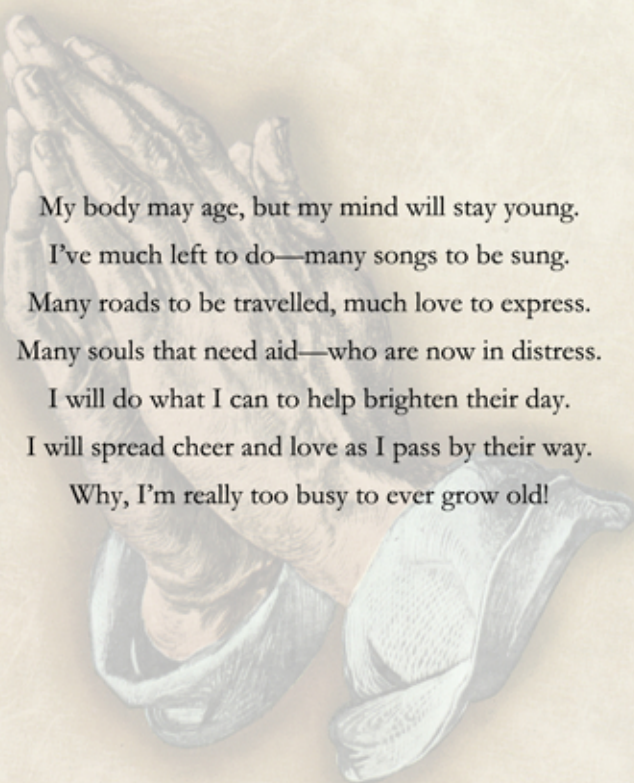 My body may age, but my mind will stay young.
I’ve much left to do—many songs to be sung.
Many roads to be travelled, much love to express.
Many souls that need aid—who are now in distress.
I will do what I can to help brighten their day.
I will spread cheer and love as I pass by their way.
Why, I’m really too busy to ever grow old!